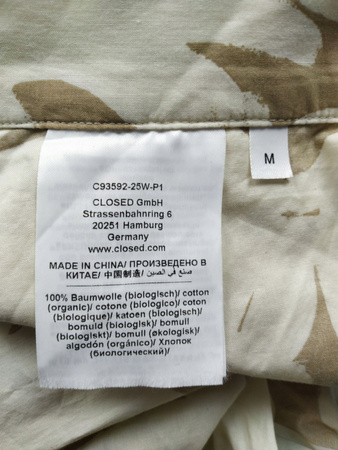 C93592-25W-P1
CLOSED GmbH
Strassenbahnring 6
20251 Hamburg
Germany
www.closed.com
MADE IN CHINA/ ПРОИЗВЕДЕНО В
КИТАЕ/ 中国制造/ صنع في الصين
100% Baumwolle (biologisch)/ cotton
(organic)/ cotone (biologico)/ coton
(biologique)/ katoen (biologisch)/
bomuld (biologisk)/ bomull
(biologiskt)/ bomull (økologisk)/
algodón (orgánico)/ Хлопок
(биологический)/
M